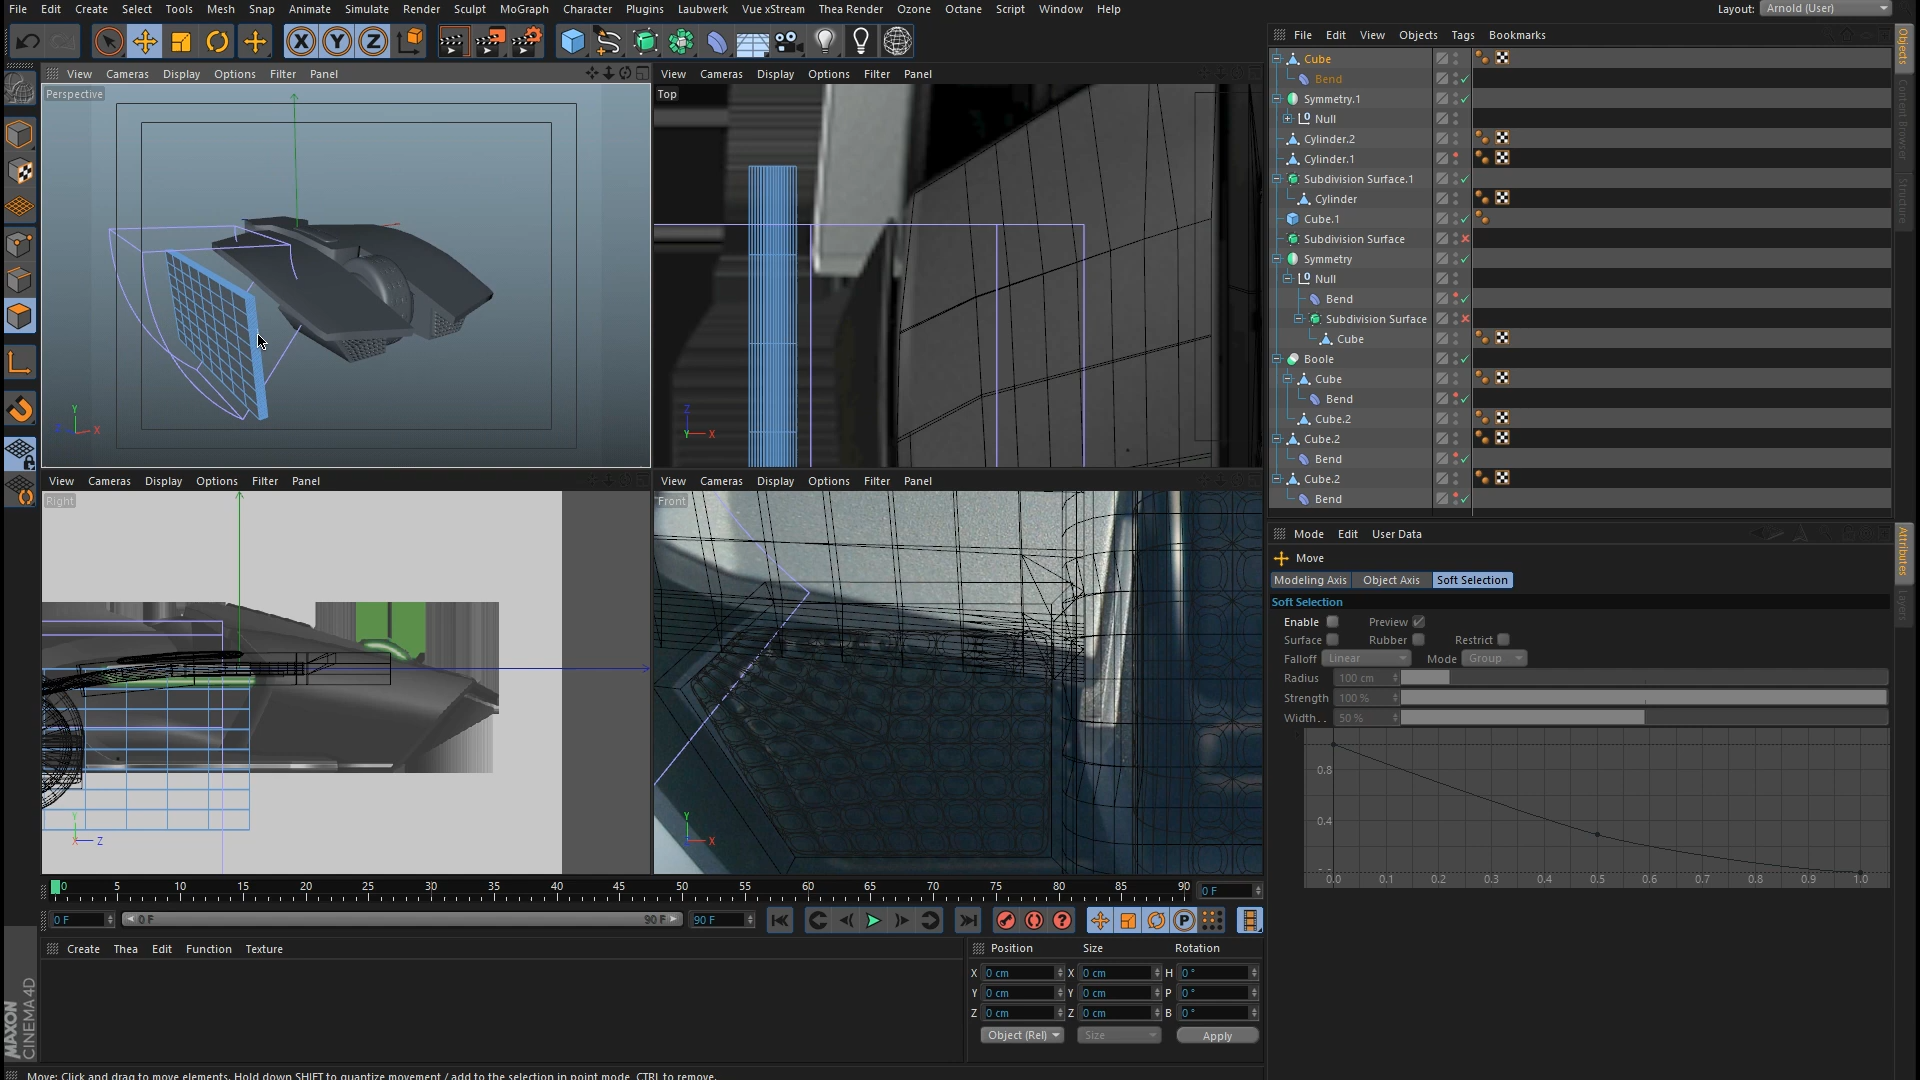 File Edit Create Select Tools Mesh Snap Animate Simulate Render Sculpt MoGraph Character Plugins Laubwerk Vue xStream Thea Render Ozone Octane Script Window Help
Layout: Arnold (User)
File Edit View Objects Tags Bookmarks
View Cameras Display Options Filter Panel
View Cameras Display Options Filter Panel
Perspective
Top
Cube
Bend
Symmetry.1
Null
Cylinder.2
Cylinder.1
Subdivision Surface.1
Cylinder
Cube.1
Subdivision Surface
Symmetry
Null
Bend
Subdivision Surface
Cube
Boole
Cube
Bend
Cube.2
Cube.2
Bend
Cube.2
Bend
Objects
Content Browser
Structure
Y
X
Z
Y X
View Cameras Display Options Filter Panel
View Cameras Display Options Filter Panel
Right
Front
Y
X Z
Y
X
Mode Edit User Data
Attributes
Layers
Move
Modeling Axis Object Axis Soft Selection
Soft Selection
Enable Preview
Surface Rubber Restrict
Falloff Linear Mode Group
Radius 100 cm
Strength 100 %
Width. . 50 %
0.8
0.4
0.0 0.1 0.2 0.3 0.4 0.5 0.6 0.7 0.8 0.9 1.0
0 5 10 15 20 25 30 35 40 45 50 55 60 65 70 75 80 85 90 0 F
0 F 0 F 90 F 90 F
Create Thea Edit Function Texture
Position Size Rotation
X 0 cm X 0 cm H 0 °
Y 0 cm Y 0 cm P 0 °
Z 0 cm Z 0 cm B 0 °
Object (Rel) Size Apply
MAXON
CINEMA 4D
Move: Click and drag to move elements. Hold down SHIFT to quantize movement / add to the selection in point mode, CTRL to remove.